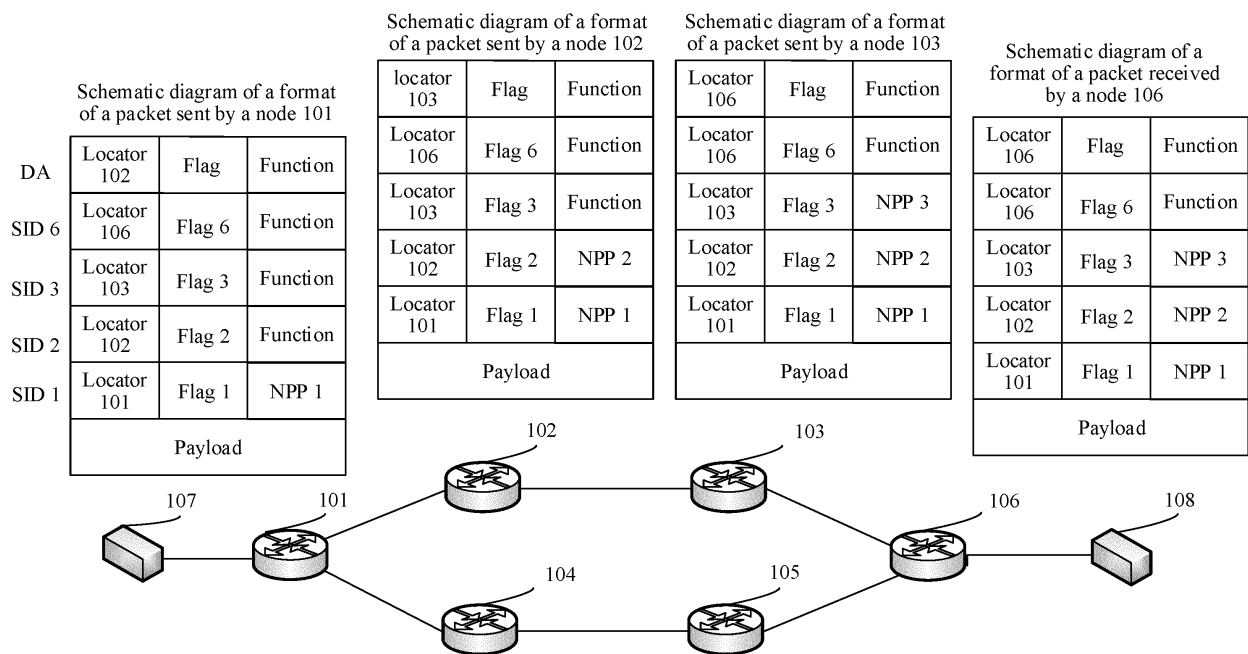 Schematic diagram of a format
of a packet sent by a node 101
DA
Locator
102
Flag
Function
SID 6
Locator
106
Flag 6
Function
SID 3
Locator
103
Flag 3
Function
SID 2
Locator
102
Flag 2
Function
SID 1
Locator
101
Flag 1
NPP 1
Payload
Schematic diagram of a format
of a packet sent by a node 102
locator
103
Flag
Function
Locator
106
Flag 6
Function
Locator
103
Flag 3
Function
Locator
102
Flag 2
NPP 2
Locator
101
Flag 1
NPP 1
Payload
Schematic diagram of a format
of a packet sent by a node 103
Locator
106
Flag
Function
Locator
106
Flag 6
Function
Locator
103
Flag 3
NPP 3
Locator
102
Flag 2
NPP 2
Locator
101
Flag 1
NPP 1
Payload
Schematic diagram of a
format of a packet received
by a node 106
Locator
106
Flag
Function
Locator
106
Flag 6
Function
Locator
103
Flag 3
NPP 3
Locator
102
Flag 2
NPP 2
Locator
101
Flag 1
NPP 1
Payload
102
103
107
101
106
108
104
105